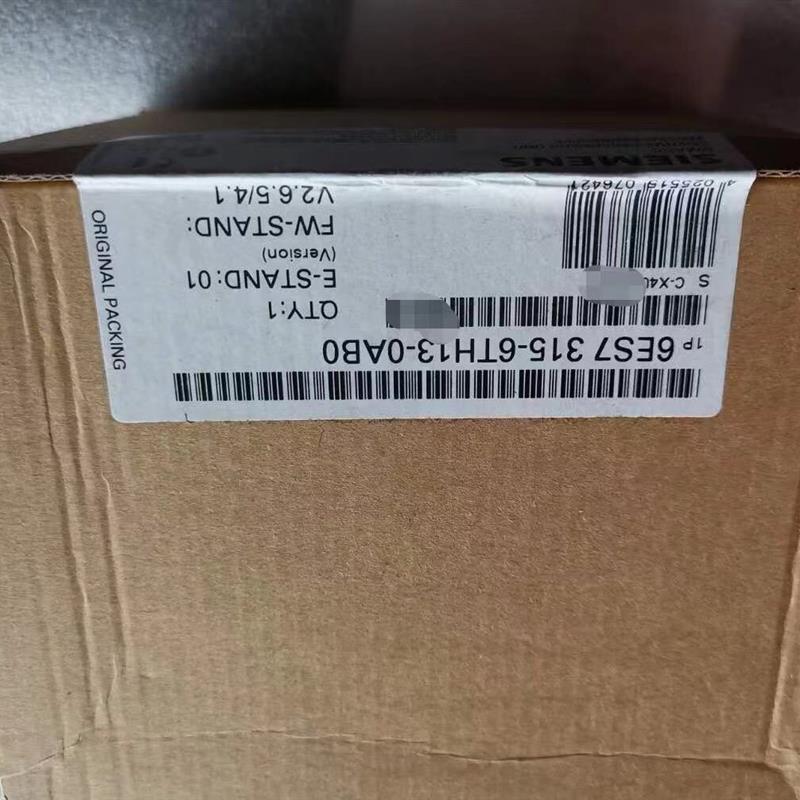 1P 6ES7 315-6TH13-0AB0
QTY:1
S C-X4
E-STAND:01
(Version)
FW-STAND:
V2.6.5/4.1
4 025515 076421
SIEMENS
ORIGINAL PACKING